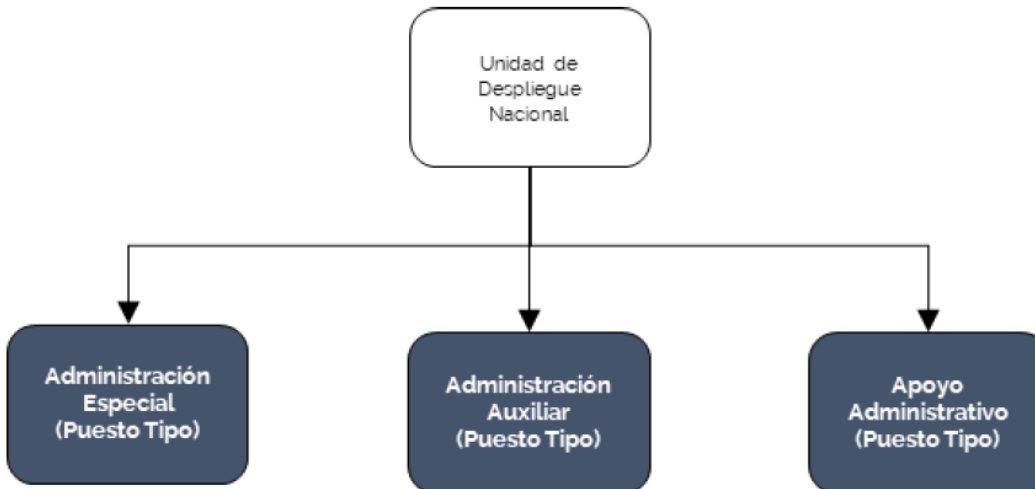 Unidad de
Despliegue
Nacional
Administración
Especial
(Puesto Tipo)
Administración
Auxiliar
(Puesto Tipo)
Apoyo
Administrativo
(Puesto Tipo)